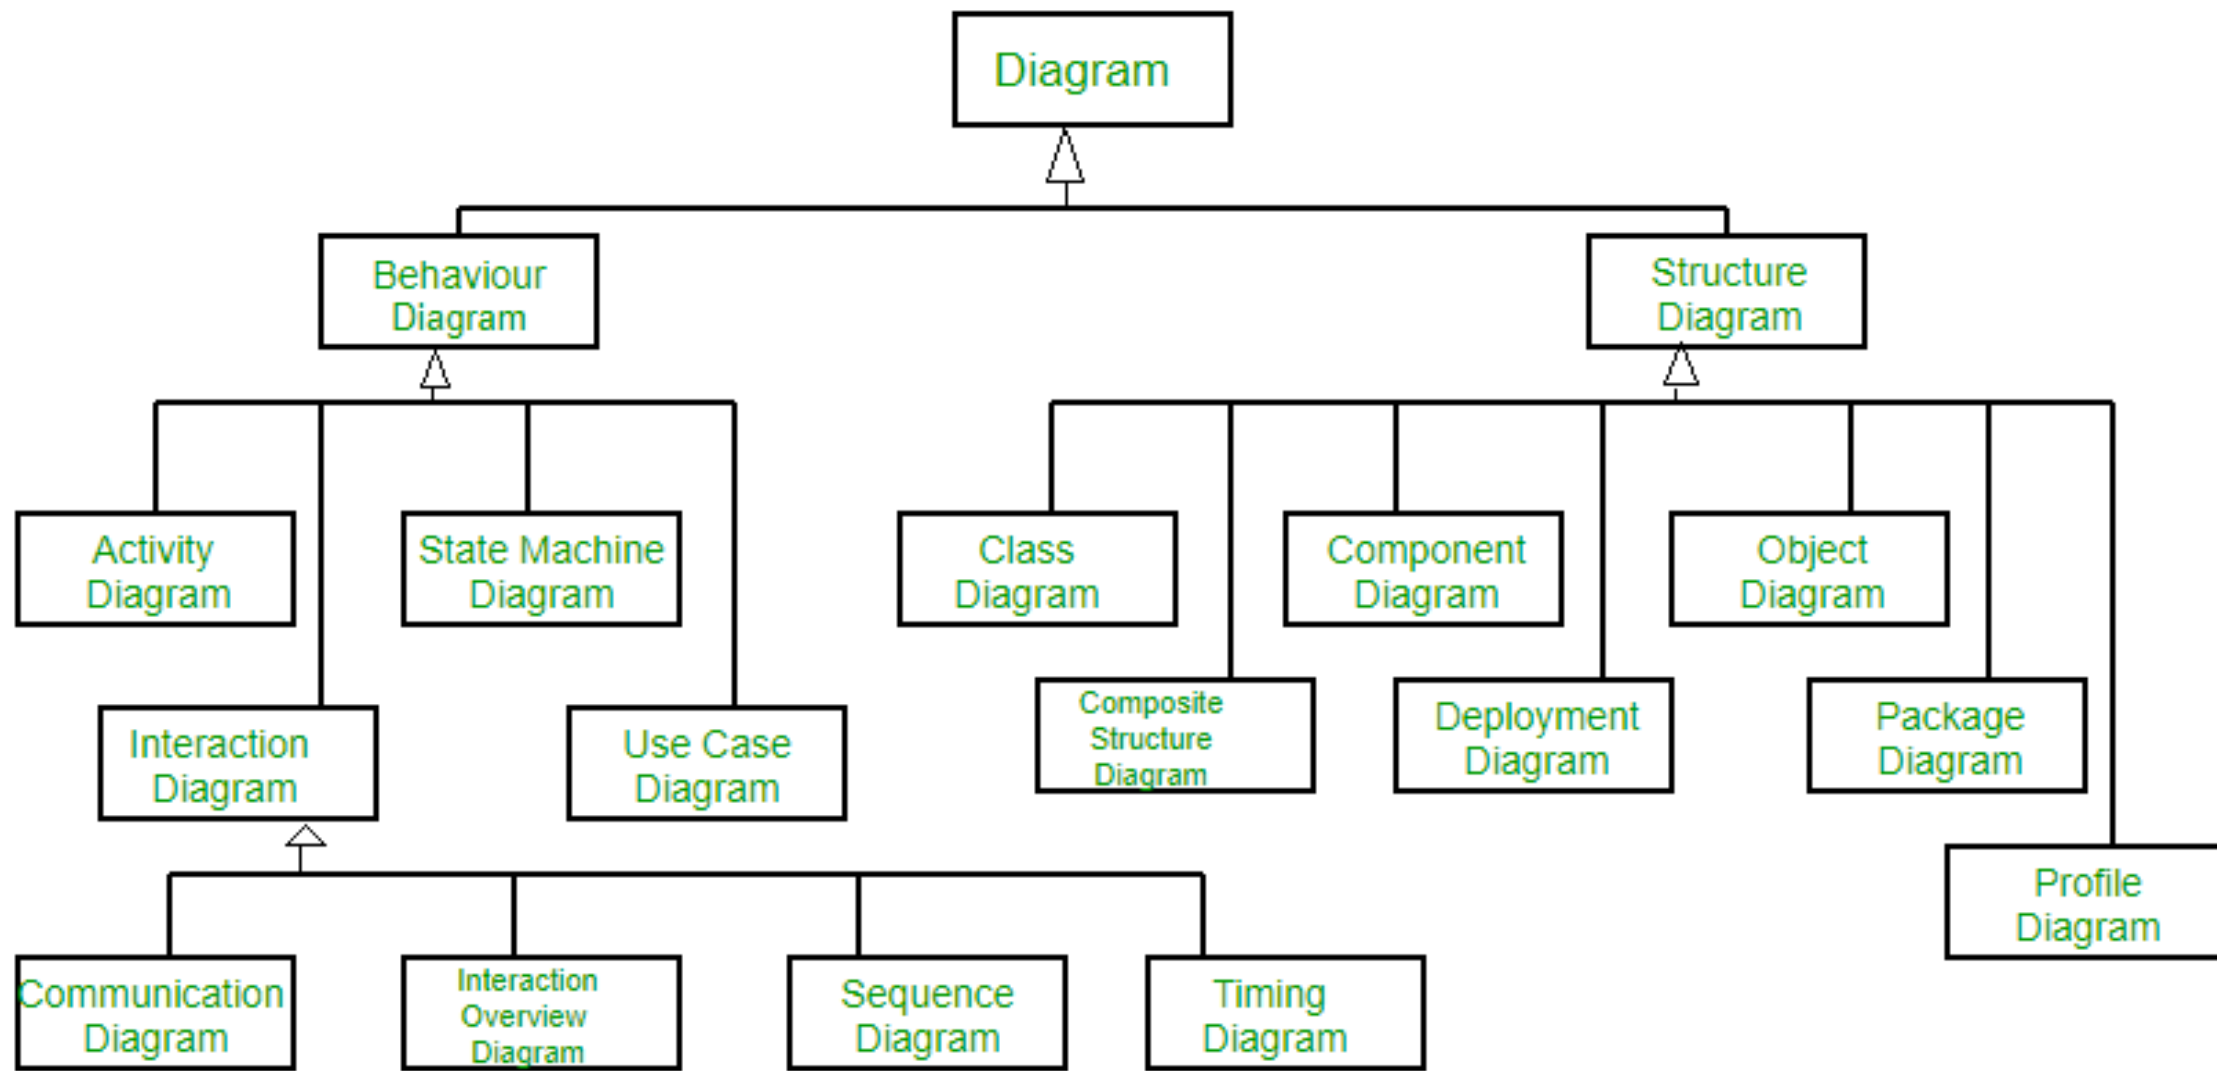 Diagram
Behaviour
Diagram
Structure
Diagram
Activity
Diagram
State Machine
Diagram
Class
Diagram
Component
Diagram
Object
Diagram
Interaction
Diagram
Use Case
Diagram
Composite
Structure
Diagram
Deployment
Diagram
Package
Diagram
Profile
Diagram
Communication
Diagram
Interaction
Overview
Diagram
Sequence
Diagram
Timing
Diagram